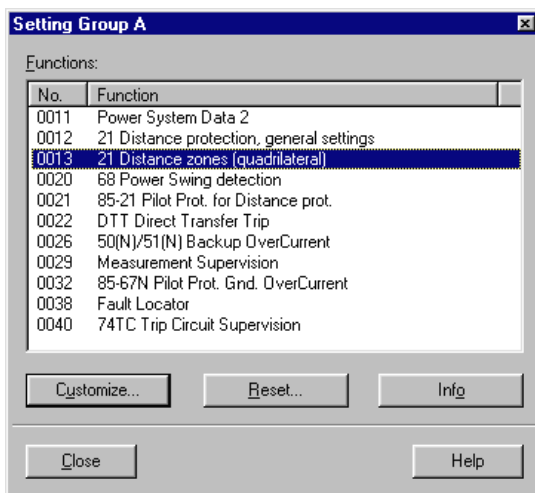 Setting Group A
Functions:
No. Function
0011 Power System Data 2
0012 21 Distance protection, general settings
0013 21 Distance zones (quadrilateral)
0020 68 Power Swing detection
0021 85-21 Pilot Prot. for Distance prot.
0022 DTT Direct Transfer Trip
0026 50(N)/51(N) Backup OverCurrent
0029 Measurement Supervision
0032 85-67N Pilot Prot. Gnd. OverCurrent
0038 Fault Locator
0040 74TC Trip Circuit Supervision
Customize... Reset... Info
Close Help